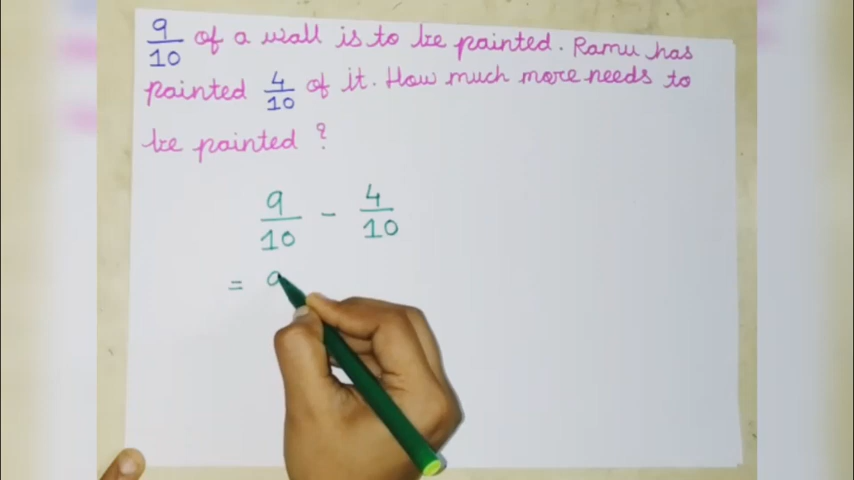 9/10 of a wall is to be painted. Ramu has
painted 4/10 of it. How much more needs to
be painted ?
9/10 - 4/10
= 9